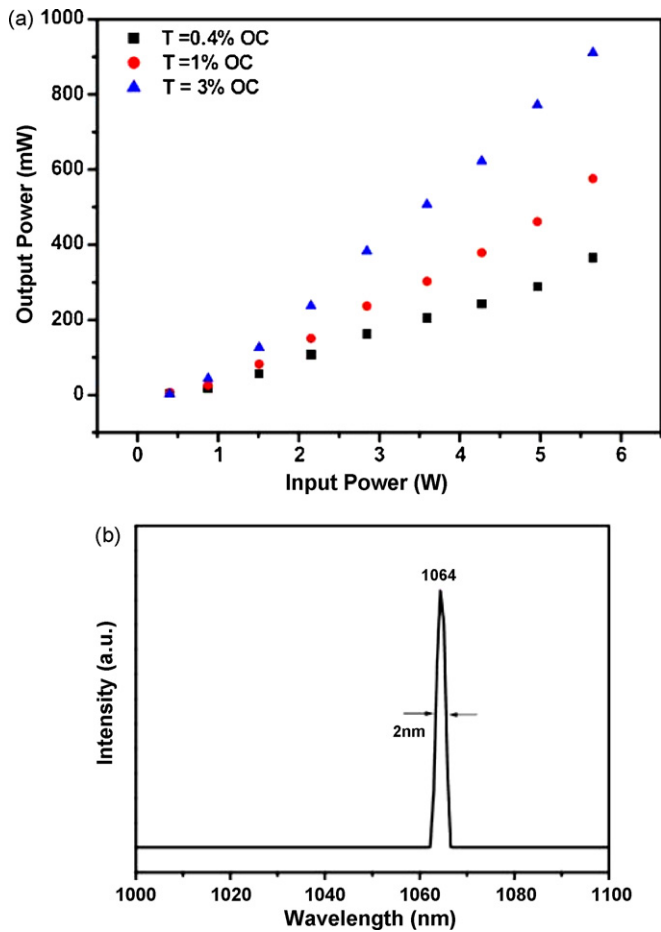 (a)
1000
800
600
400
200
0
Output Power (mW)
T =0.4% OC
T =1% OC
T = 3% OC
0 1 2 3 4 5 6
Input Power (W)
(b)
Intensity (a.u.)
1064
2nm
1000 1020 1040 1060 1080 1100
Wavelength (nm)